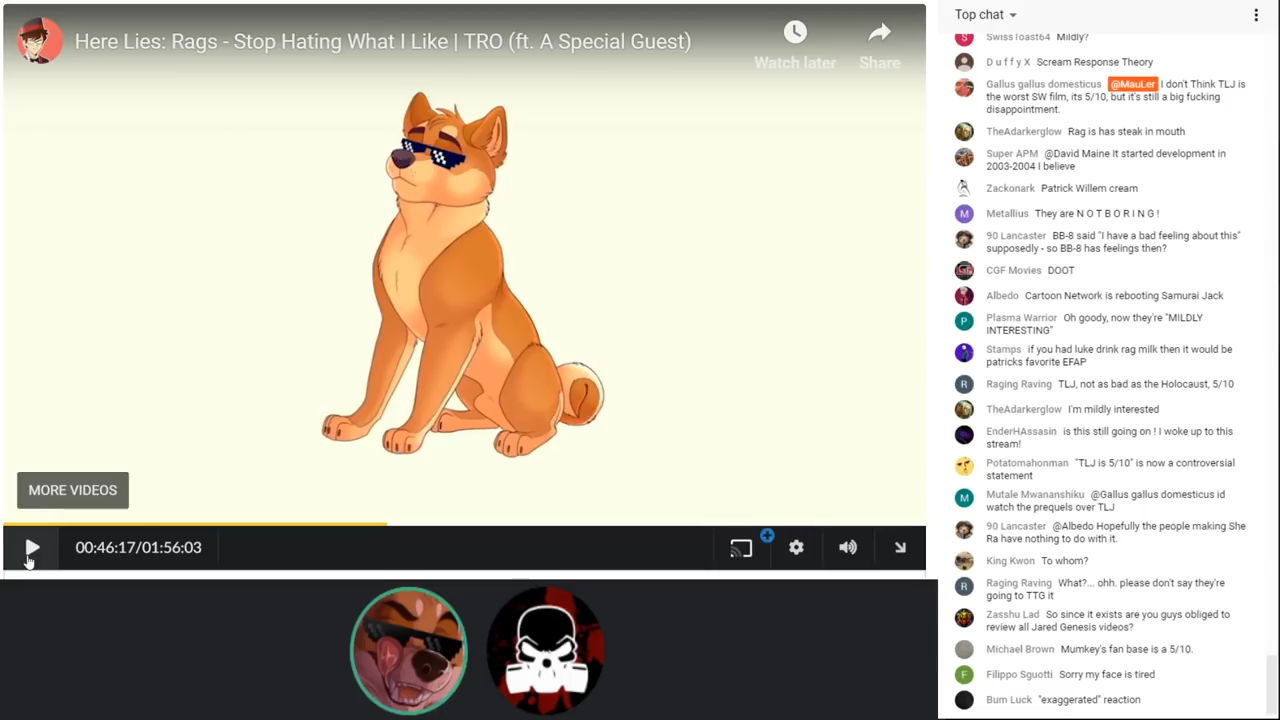 Here Lies: Rags - Stop Hating What I Like | TRO (ft. A Special Guest)
Watch later
Share
MORE VIDEOS
00:46:17/01:56:03
Top chat
SwissToast64 Mildly?
D u f f y X Scream Response Theory
Gallus gallus domesticus @MauLer I don't Think TLJ is
the worst SW film, its 5/10, but it's still a big fucking
disappointment.
TheAdarkerglow Rag is has steak in mouth
Super APM @David Maine It started development in
2003-2004 I believe
Zackonark Patrick Willem cream
Metallius They are N O T B O R I N G !
90 Lancaster BB-8 said "I have a bad feeling about this"
supposedly - so BB-8 has feelings then?
CGF Movies DOOT
Albedo Cartoon Network is rebooting Samurai Jack
P
Plasma Warrior Oh goody, now they're "MILDLY
INTERESTING"
Stamps if you had luke drink rag milk then it would be
patricks favorite EFAP
R
Raging Raving TLJ, not as bad as the Holocaust, 5/10
TheAdarkerglow I'm mildly interested
EnderHAssasin is this still going on ! I woke up to this
stream!
Potatomahonman "TLJ is 5/10" is now a controversial
statement
M
Mutale Mwananshiku @Gallus gallus domesticus id
watch the prequels over TLJ
90 Lancaster @Albedo Hopefully the people making She
Ra have nothing to do with it.
King Kwon To whom?
R
Raging Raving What?... ohh. please don't say they're
going to TTG it
Zasshu Lad So since it exists are you guys obliged to
review all Jared Genesis videos?
Michael Brown Mumkey's fan base is a 5/10.
F
Filippo Sguotti Sorry my face is tired
Bum Luck "exaggerated" reaction